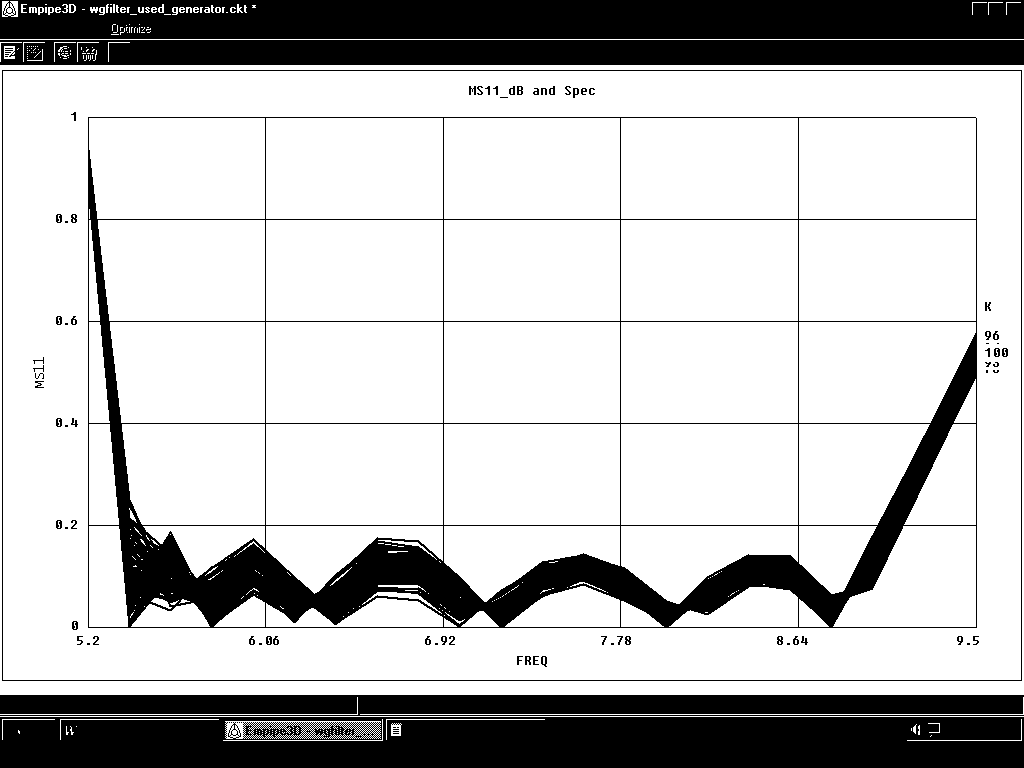 Empipe3D - wgfilter_used_generator.ckt *
Optimize
MS11_dB and Spec
1
0.8
0.6
0.4
0.2
0
MS11
5.2 6.06 6.92 7.78 8.64 9.5
FREQ
K
96
100
W
Empipe3D - wgfilter